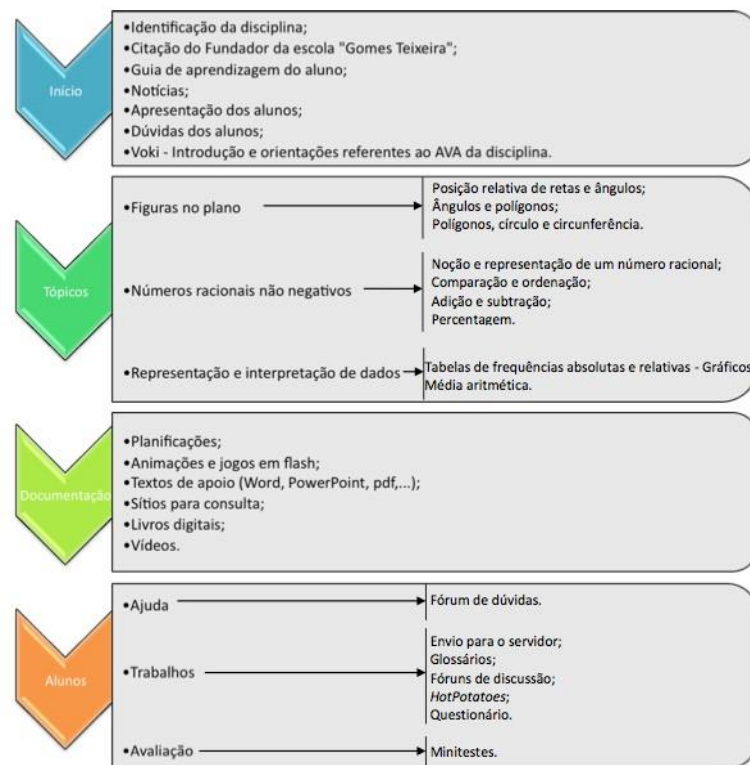 Início
•Identificação da disciplina;
•Citação do Fundador da escola "Gomes Teixeira";
•Guia de aprendizagem do aluno;
•Notícias;
•Apresentação dos alunos;
•Dúvidas dos alunos;
•Voki - Introdução e orientações referentes ao AVA da disciplina.
Tópicos
•Figuras no plano
Posição relativa de retas e ângulos;
Ângulos e polígonos;
Polígonos, círculo e circunferência.
•Números racionais não negativos
Noção e representação de um número racional;
Comparação e ordenação;
Adição e subtração;
Percentagem.
•Representação e interpretação de dados
Tabelas de frequências absolutas e relativas - Gráficos
Média aritmética.
Documentação
•Planificações;
•Animações e jogos em flash;
•Textos de apoio (Word, PowerPoint, pdf,...);
•Sítios para consulta;
•Livros digitais;
•Vídeos.
Alunos
•Ajuda
Fórum de dúvidas.
•Trabalhos
Envio para o servidor;
Glossários;
Fóruns de discussão;
HotPotatoes;
Questionário.
•Avaliação
Minitestes.